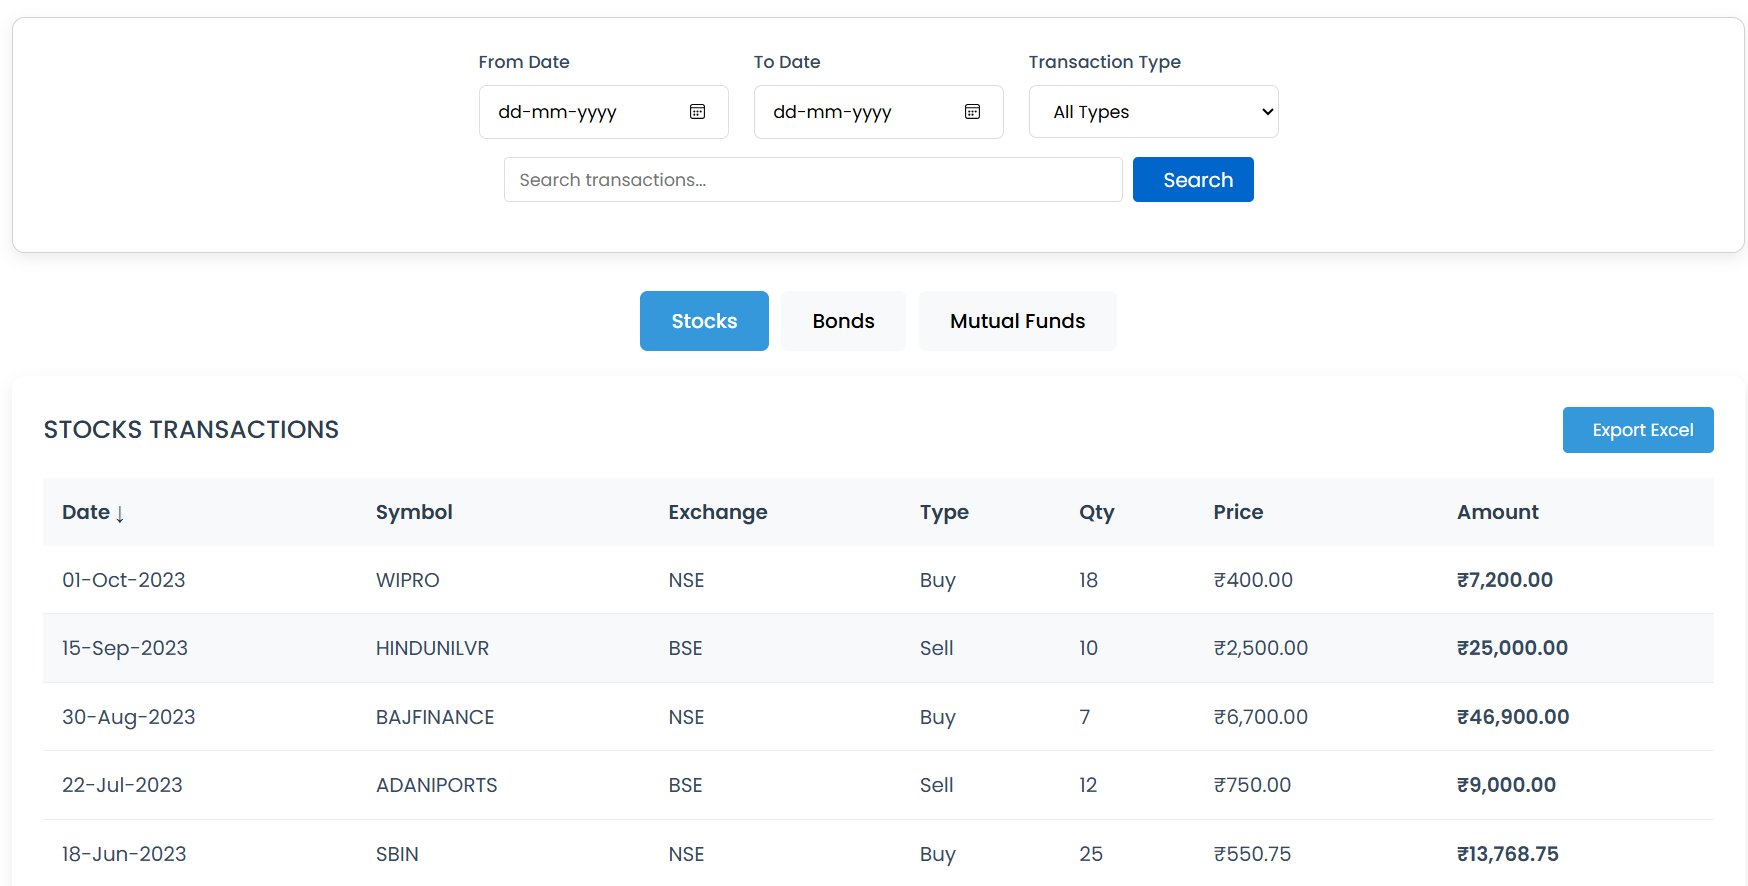 From Date To Date Transaction Type
dd-mm-yyyy dd-mm-yyyy All Types
Search transactions... Search
Stocks Bonds Mutual Funds
STOCKS TRANSACTIONS Export Excel
Date ↓ Symbol Exchange Type Qty Price Amount
01-Oct-2023 WIPRO NSE Buy 18 ₹400.00 ₹7,200.00
15-Sep-2023 HINDUNILVR BSE Sell 10 ₹2,500.00 ₹25,000.00
30-Aug-2023 BAJFINANCE NSE Buy 7 ₹6,700.00 ₹46,900.00
22-Jul-2023 ADANIPORTS BSE Sell 12 ₹750.00 ₹9,000.00
18-Jun-2023 SBIN NSE Buy 25 ₹550.75 ₹13,768.75